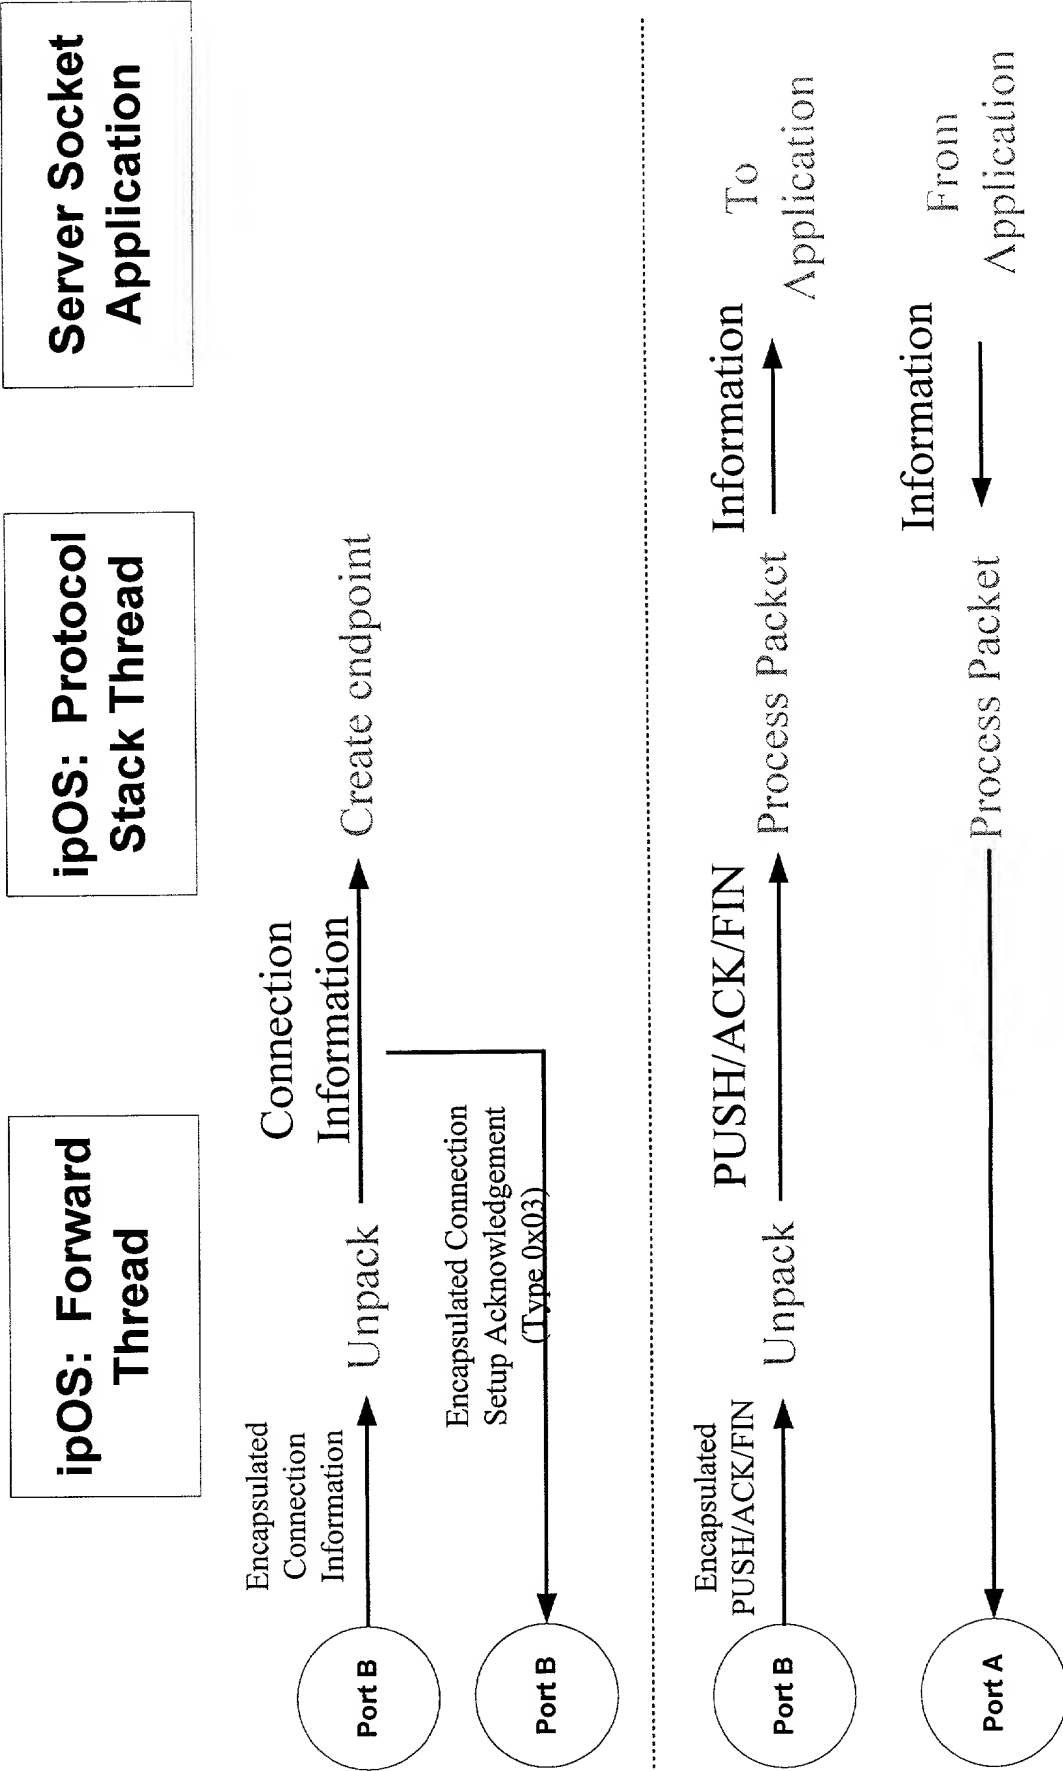 ipOS:  Forward
Thread
ipOS:  Protocol
Stack Thread
Server Socket
Application
Encapsulated
Connection
Information
Port B
Unpack
Connection
Information
Create endpoint
Encapsulated Connection
Setup Acknowledgement
(Type 0x03)
Port B
Encapsulated
PUSH/ACK/FIN
Port B
Unpack
PUSH/ACK/FIN
Process Packet
Information
To
Application
Port A
Process Packet
Information
From
Application